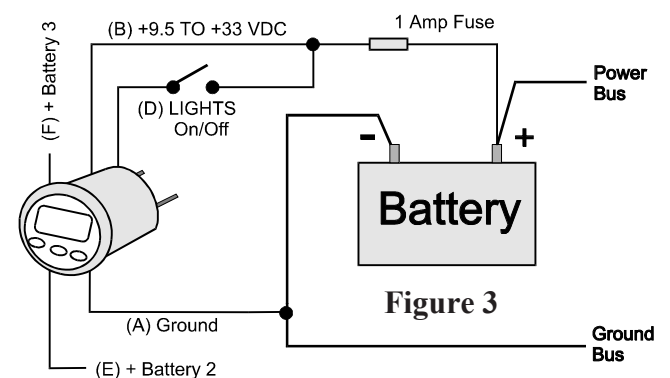 1 Amp Fuse
(B) +9.5 TO +33 VDC
(F) + Battery 3
(D) LIGHTS
On/Off
Power
Bus
-
+
Battery
Figure 3
(A) Ground
Ground
Bus
(E) + Battery 2